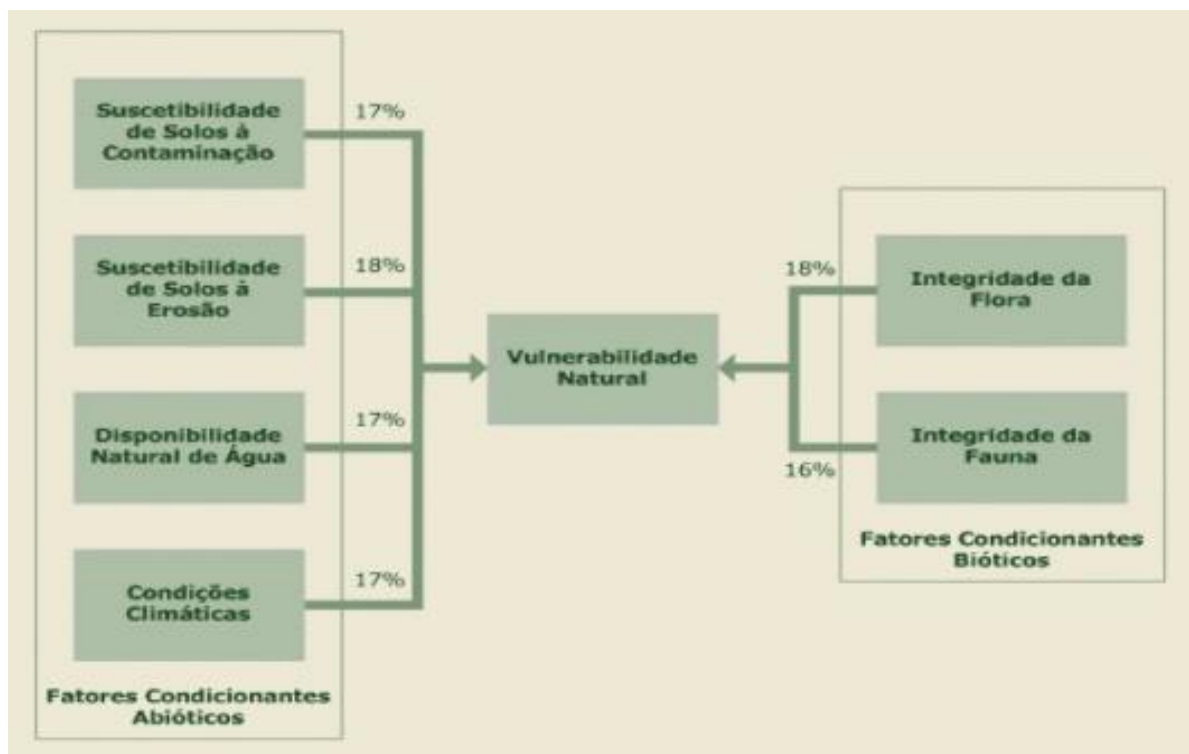 Suscetibilidade
de Solos à
Contaminação
17%
Suscetibilidade
de Solos à
Erosão
18%
Disponibilidade
Natural de Água
17%
Condições
Climáticas
17%
Fatores Condicionantes
Abióticos
Vulnerabilidade
Natural
18%
Integridade da
Flora
Integridade da
Fauna
16%
Fatores Condicionantes
Bióticos